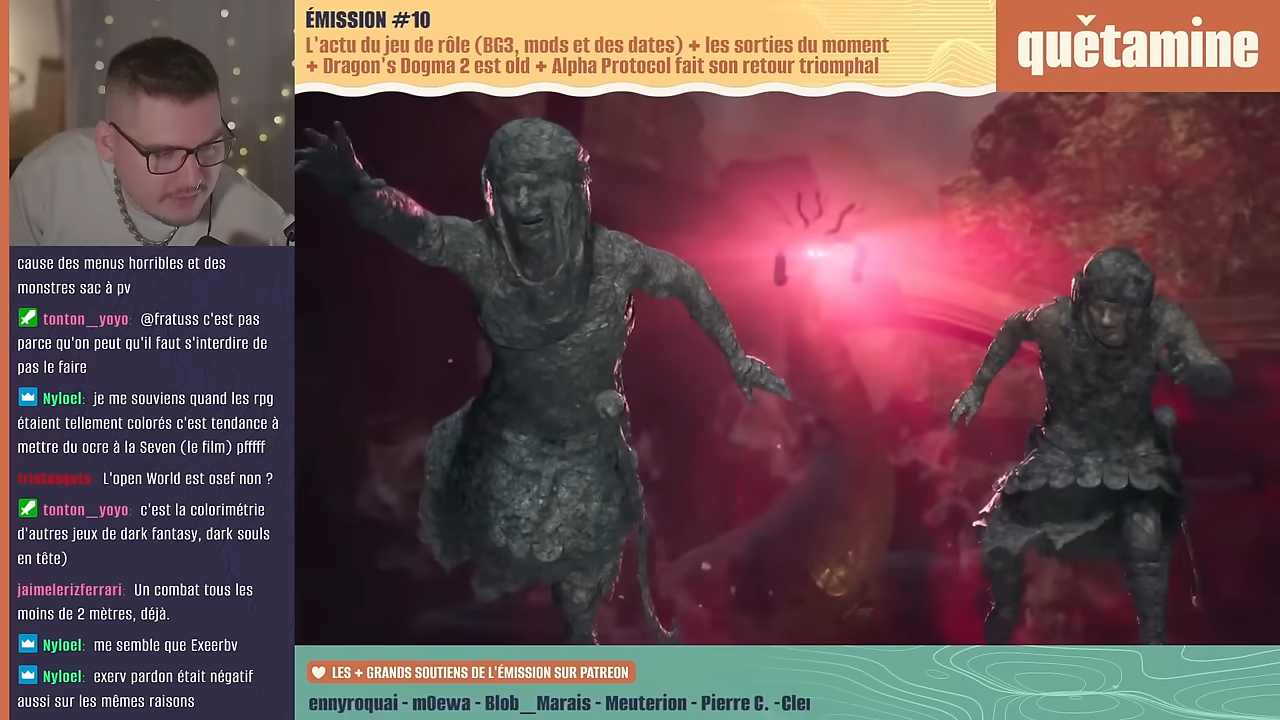 ÉMISSION #10
L'actu du jeu de rôle (BG3, mods et des dates) + les sorties du moment
+ Dragon's Dogma 2 est old + Alpha Protocol fait son retour triomphal
quětamine
cause des menus horribles et des
monstres sac à pv
tonton_yoyo: @fratuss c'est pas
parce qu'on peut qu'il faut s'interdire de
pas le faire
Nyloel: je me souviens quand les rpg
étaient tellement colorés c'est tendance à
mettre du ocre à la Seven (le film) pfffff
L'open World est osef non ?
tonton_yoyo: c'est la colorimétrie
d'autres jeux de dark fantasy, dark souls
en tête)
jaimelerizferrari: Un combat tous les
moins de 2 mètres, déjà.
Nyloel: me semble que Exeerbv
Nyloel: exerv pardon était négatif
aussi sur les mêmes raisons
LES + GRANDS SOUTIENS DE L'ÉMISSION SUR PATREON
ennyroquai - m0ewa - Blob__Marais - Meuterion - Pierre C. -